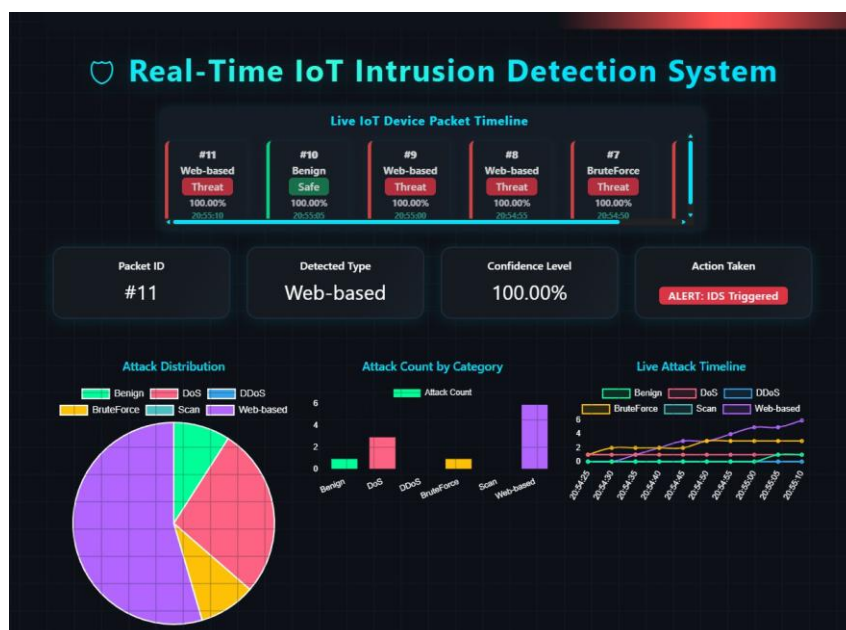 Real-Time IoT Intrusion Detection System
Live IoT Device Packet Timeline
#11 #10 #9 #8 #7
Web-based Benign Web-based Web-based BruteForce
Threat Safe Threat Threat Threat
100.00% 100.00% 100.00% 100.00% 100.00%
20:55:10 20:55:05 20:55:00 20:54:55 20:54:50
Packet ID Detected Type Confidence Level Action Taken
#11 Web-based 100.00% ALERT: IDS Triggered
Attack Distribution
Benign DoS DDoS
BruteForce Scan Web-based
Attack Count by Category
Attack Count
6
4
2
0
Benign DoS DDoS BruteForce Scan Web-based
Live Attack Timeline
Benign DoS DDoS
BruteForce Scan Web-based
6
4
2
0
20:54:25 20:54:30 20:54:35 20:54:40 20:54:45 20:54:50 20:54:55 20:55:00 20:55:05 20:55:10